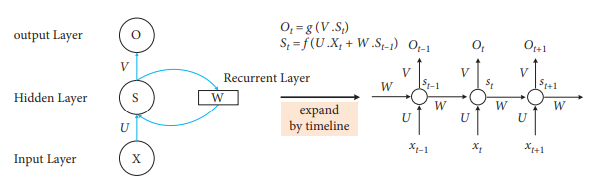 output Layer
O
V
Hidden Layer
S
Recurrent Layer
W
U
Input Layer
X
O_t = g (V .S_t)
S_t = f (U .X_t + W .S_{t–1})
expand
by timeline
O_{t–1} O_t O_{t+1}
V V V
W s_{t–1} s_t s_{t+1}
W W W
U U U
x_{t–1} x_t x_{t+1}